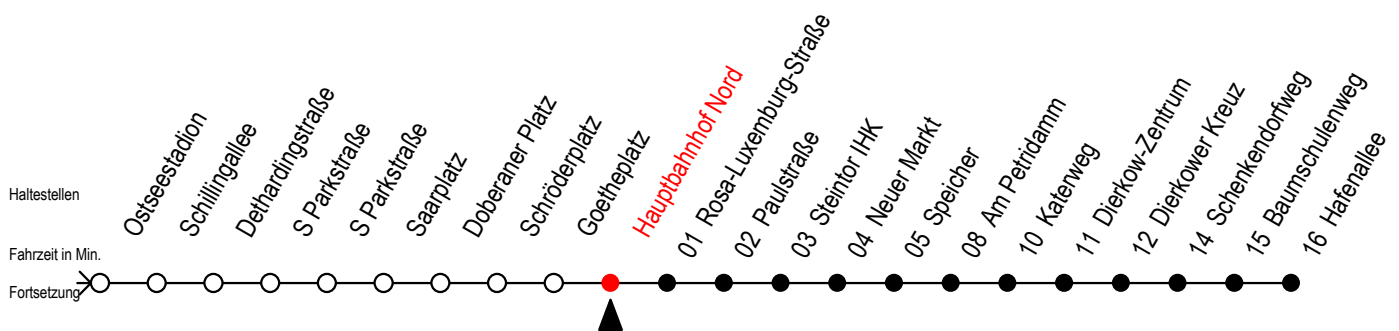 Haltestellen
Ostseestadion
Schillingallee
Dethardingstraße
S Parkstraße
S Parkstraße
Saarplatz
Doberaner Platz
Schröderplatz
Goetheplatz
Hauptbahnhof Nord
01 Rosa-Luxemburg-Straße
02 Paulstraße
03 Steintor IHK
04 Neuer Markt
05 Speicher
08 Am Petridamm
10 Katerweg
11 Dierkow-Zentrum
12 Dierkower Kreuz
14 Schenkendorfweg
15 Baumschulenweg
16 Hafenallee
Fahrzeit in Min.
Fortsetzung